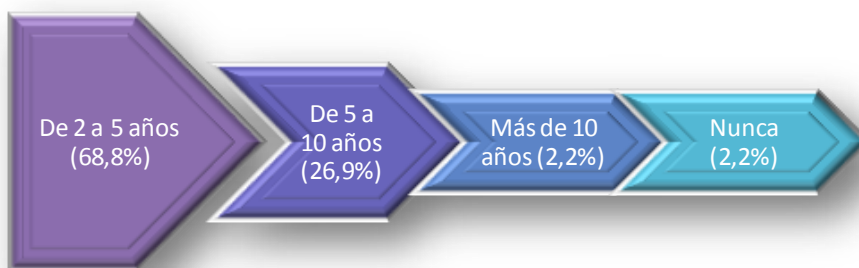 De 2 a 5 años
(68,8%)
De 5 a
10 años
(26,9%)
Más de 10
años (2,2%)
Nunca
(2,2%)